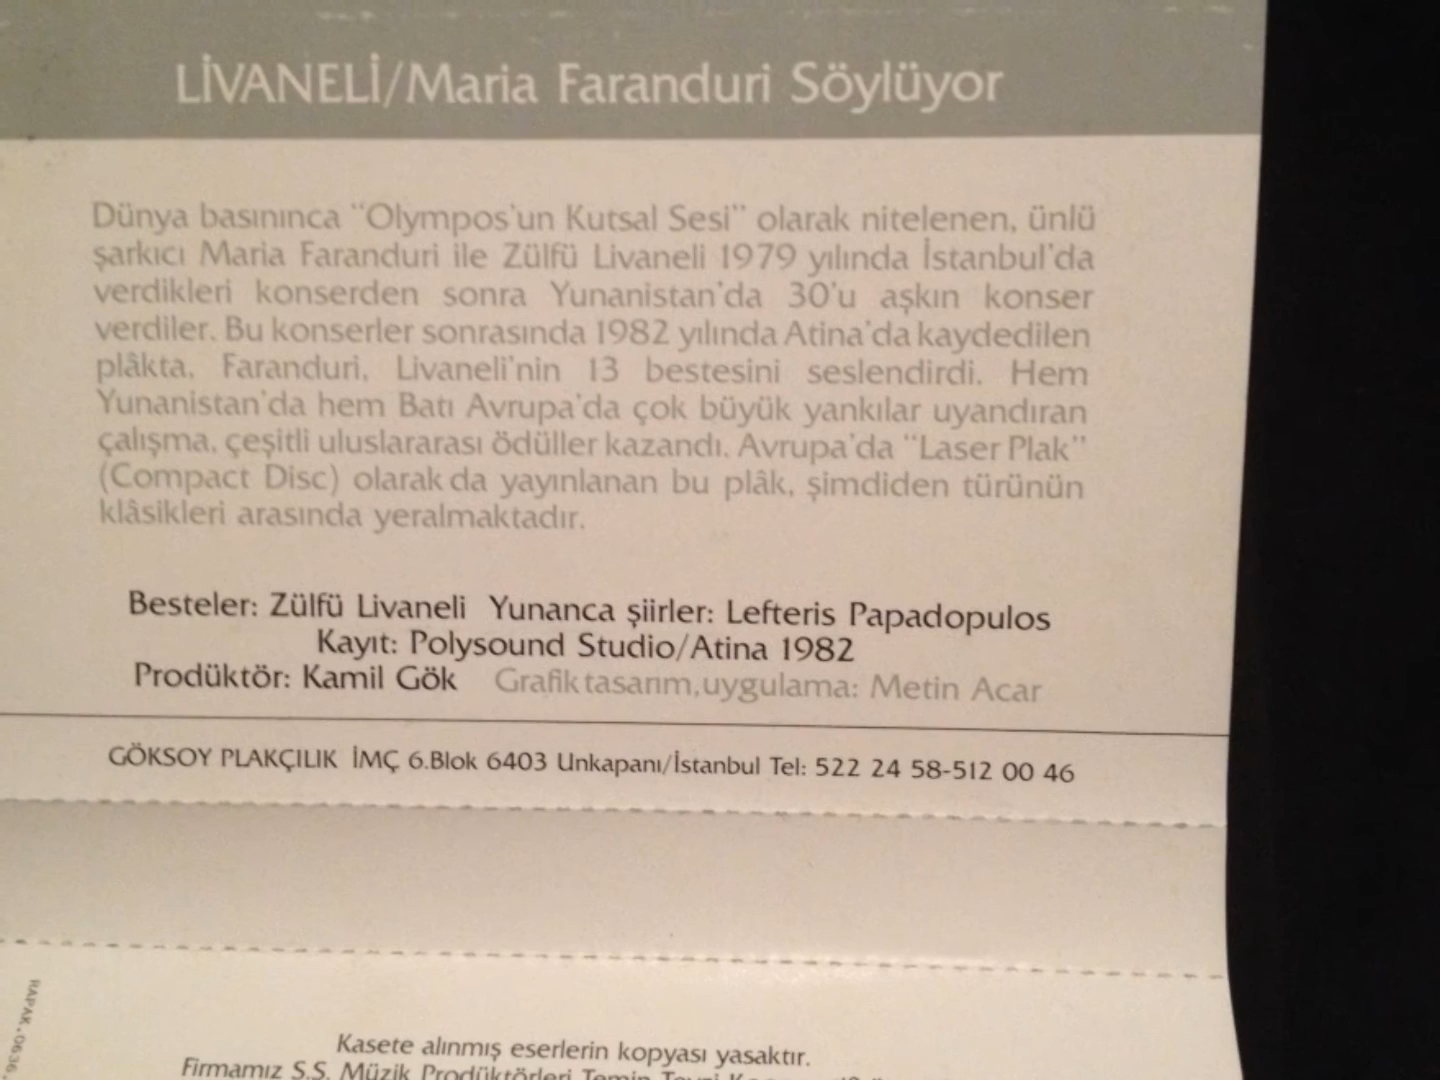 LİVANELİ/Maria Faranduri Söylüyor
Dünya basınınca "Olympos'un Kutsal Sesi" olarak nitelenen, ünlü
şarkıcı Maria Faranduri ile Zülfü Livaneli 1979 yılında İstanbul'da
verdikleri konserden sonra Yunanistan'da 30'u aşkın konser
verdiler. Bu konserler sonrasında 1982 yılında Atina'da kaydedilen
plâkta, Faranduri, Livaneli'nin 13 bestesini seslendirdi. Hem
Yunanistan'da hem Batı Avrupa'da çok büyük yankılar uyandıran
çalışma, çeşitli uluslararası ödüller kazandı. Avrupa'da "Laser Plak"
(Compact Disc) olarak da yayınlanan bu plâk, şimdiden türünün
klâsikleri arasında yeralmaktadır.
Besteler: Zülfü Livaneli Yunanca şiirler: Lefteris Papadopulos
Kayıt: Polysound Studio/Atina 1982
Prodüktör: Kamil Gök Grafik tasarım,uygulama: Metin Acar
GÖKSOY PLAKÇILIK İMÇ 6.Blok 6403 Unkapanı/İstanbul Tel: 522 24 58-512 00 46
Kasete alınmış eserlerin kopyası yasaktır.
Firmamız S.S. Müzik Prodüktörleri Temin Tevzi